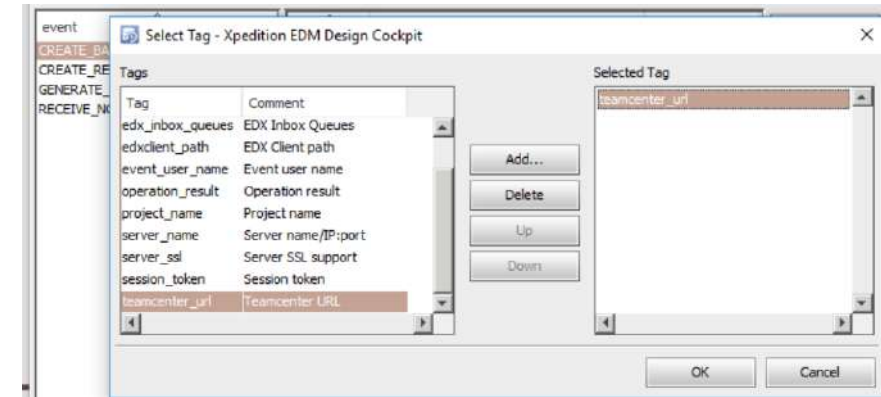 event
CREATE_BA
CREATE_RE
GENERATE_
RECEIVE_NO
Select Tag - Xpedition EDM Design Cockpit
Tags
Tag Comment
edx_inbox_queues EDX Inbox Queues
edxclient_path EDX Client path
event_user_name Event user name
operation_result Operation result
project_name Project name
server_name Server name/IP:port
server_ssl Server SSL support
session_token Session token
teamcenter_url Teamcenter URL
Add...
Delete
Up
Down
Selected Tag
teamcenter_url
OK Cancel